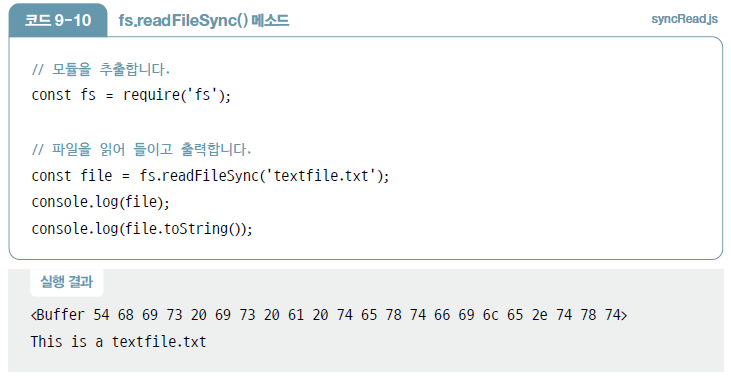 코드 9-10
fs.readFileSync() 메소드
syncRead.js
// 모듈을 추출합니다.
const fs = require('fs');
// 파일을 읽어 들이고 출력합니다.
const file = fs.readFileSync('textfile.txt');
console.log(file);
console.log(file.toString());
실행 결과
<Buffer 54 68 69 73 20 69 73 20 61 20 74 65 78 74 66 69 6c 65 2e 74 78 74>
This is a textfile.txt